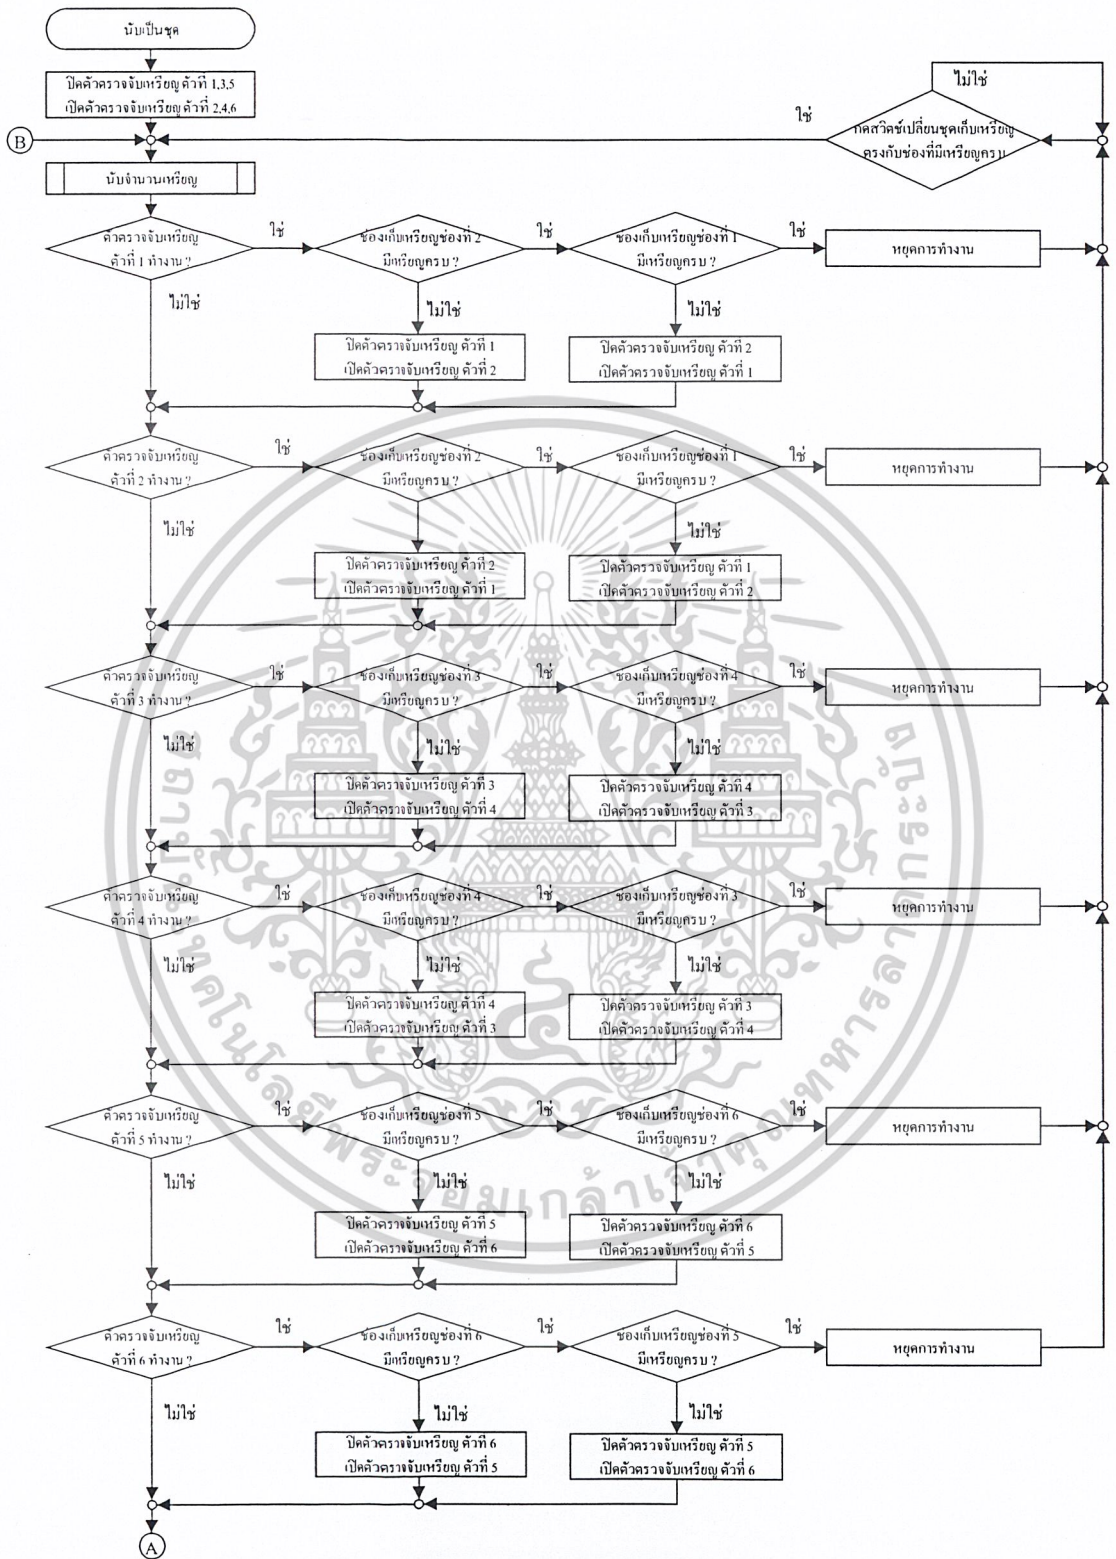 นับเป็นชุด
ปิดตัวตรวจจับเหรียญ ตัวที่ 1,3,5
เปิดตัวตรวจจับเหรียญ ตัวที่ 2,4,6
ไม่ใช่
ใช่
กดสวิตช์เปลี่ยนชุดเก็บเหรียญ
ตรงกับช่องที่มีเหรียญครบ
B
นับจำนวนเหรียญ
ตัวตรวจจับเหรียญ
ตัวที่ 1 ทำงาน ?
ใช่
ช่องเก็บเหรียญช่องที่ 2
มีเหรียญครบ ?
ใช่
ช่องเก็บเหรียญช่องที่ 1
มีเหรียญครบ ?
ใช่
หยุดการทำงาน
ไม่ใช่
ไม่ใช่
ไม่ใช่
ปิดตัวตรวจจับเหรียญ ตัวที่ 1
เปิดตัวตรวจจับเหรียญ ตัวที่ 2
ปิดตัวตรวจจับเหรียญ ตัวที่ 2
เปิดตัวตรวจจับเหรียญ ตัวที่ 1
ตัวตรวจจับเหรียญ
ตัวที่ 2 ทำงาน ?
ใช่
ช่องเก็บเหรียญช่องที่ 2
มีเหรียญครบ ?
ใช่
ช่องเก็บเหรียญช่องที่ 1
มีเหรียญครบ ?
ใช่
หยุดการทำงาน
ไม่ใช่
ไม่ใช่
ไม่ใช่
ปิดตัวตรวจจับเหรียญ ตัวที่ 2
เปิดตัวตรวจจับเหรียญ ตัวที่ 1
ปิดตัวตรวจจับเหรียญ ตัวที่ 1
เปิดตัวตรวจจับเหรียญ ตัวที่ 2
ตัวตรวจจับเหรียญ
ตัวที่ 3 ทำงาน ?
ใช่
ช่องเก็บเหรียญช่องที่ 3
มีเหรียญครบ ?
ใช่
ช่องเก็บเหรียญช่องที่ 4
มีเหรียญครบ ?
ใช่
หยุดการทำงาน
ไม่ใช่
ไม่ใช่
ไม่ใช่
ปิดตัวตรวจจับเหรียญ ตัวที่ 3
เปิดตัวตรวจจับเหรียญ ตัวที่ 4
ปิดตัวตรวจจับเหรียญ ตัวที่ 4
เปิดตัวตรวจจับเหรียญ ตัวที่ 3
ตัวตรวจจับเหรียญ
ตัวที่ 4 ทำงาน ?
ใช่
ช่องเก็บเหรียญช่องที่ 4
มีเหรียญครบ ?
ใช่
ช่องเก็บเหรียญช่องที่ 3
มีเหรียญครบ ?
ใช่
หยุดการทำงาน
ไม่ใช่
ไม่ใช่
ไม่ใช่
ปิดตัวตรวจจับเหรียญ ตัวที่ 4
เปิดตัวตรวจจับเหรียญ ตัวที่ 3
ปิดตัวตรวจจับเหรียญ ตัวที่ 3
เปิดตัวตรวจจับเหรียญ ตัวที่ 4
ตัวตรวจจับเหรียญ
ตัวที่ 5 ทำงาน ?
ใช่
ช่องเก็บเหรียญช่องที่ 5
มีเหรียญครบ ?
ใช่
ช่องเก็บเหรียญช่องที่ 6
มีเหรียญครบ ?
ใช่
หยุดการทำงาน
ไม่ใช่
ไม่ใช่
ไม่ใช่
ปิดตัวตรวจจับเหรียญ ตัวที่ 5
เปิดตัวตรวจจับเหรียญ ตัวที่ 6
ปิดตัวตรวจจับเหรียญ ตัวที่ 6
เปิดตัวตรวจจับเหรียญ ตัวที่ 5
ตัวตรวจจับเหรียญ
ตัวที่ 6 ทำงาน ?
ใช่
ช่องเก็บเหรียญช่องที่ 6
มีเหรียญครบ ?
ใช่
ช่องเก็บเหรียญช่องที่ 5
มีเหรียญครบ ?
ใช่
หยุดการทำงาน
ไม่ใช่
ไม่ใช่
ไม่ใช่
ปิดตัวตรวจจับเหรียญ ตัวที่ 6
เปิดตัวตรวจจับเหรียญ ตัวที่ 5
ปิดตัวตรวจจับเหรียญ ตัวที่ 5
เปิดตัวตรวจจับเหรียญ ตัวที่ 6
A
สถาบันเทคโนโลยีพระจอมเกล้าเจ้าคุณทหารลาดกระบัง